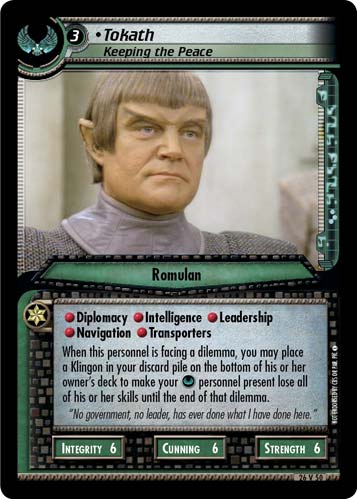 3 •Tokath
Keeping the Peace
Romulan
Diplomacy Intelligence Leadership
Navigation Transporters
When this personnel is facing a dilemma, you may place
a Klingon in your discard pile on the bottom of his or her
owner's deck to make your personnel present lose all
of his or her skills until the end of that dilemma.
"No government, no leader, has ever done what I have done here."
INTEGRITY 6 CUNNING 6 STRENGTH 6
26 V 50